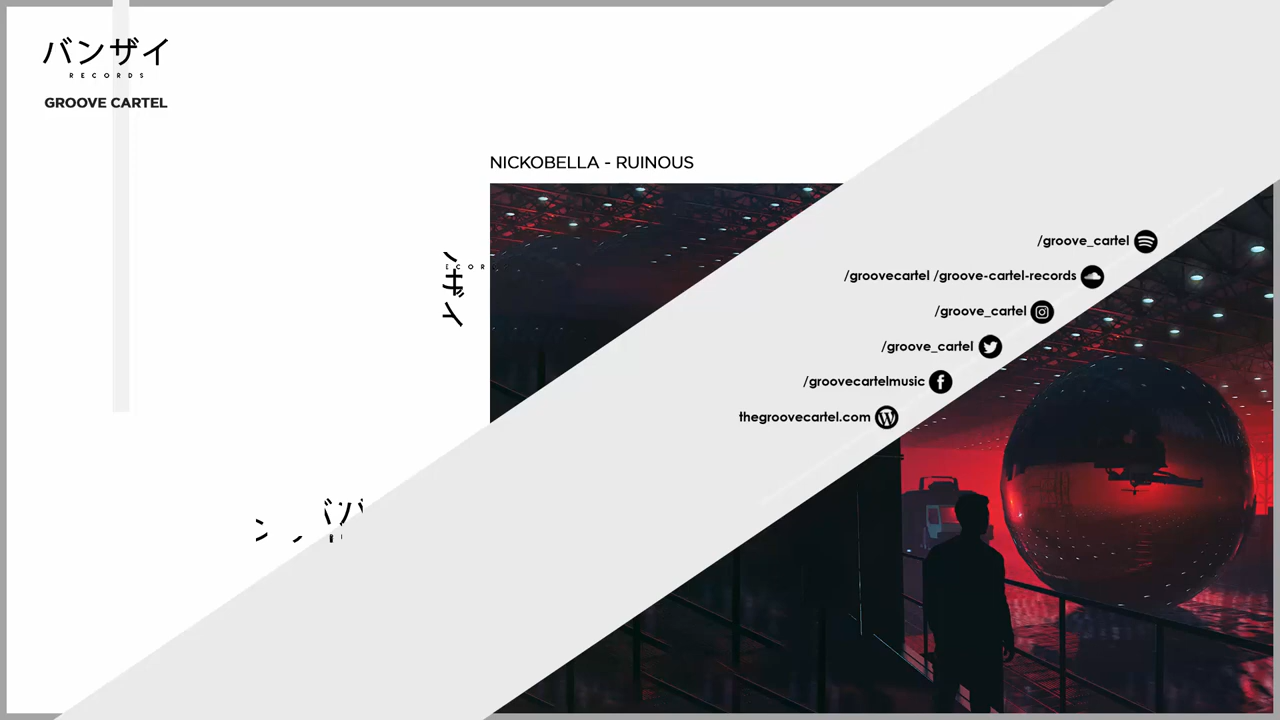 バンザイ
RECORDS
GROOVE CARTEL
NICKOBELLA - RUINOUS
/groove_cartel
/groovecartel /groove-cartel-records
/groove_cartel
/groove_cartel
/groovecartelmusic
thegroovecartel.com